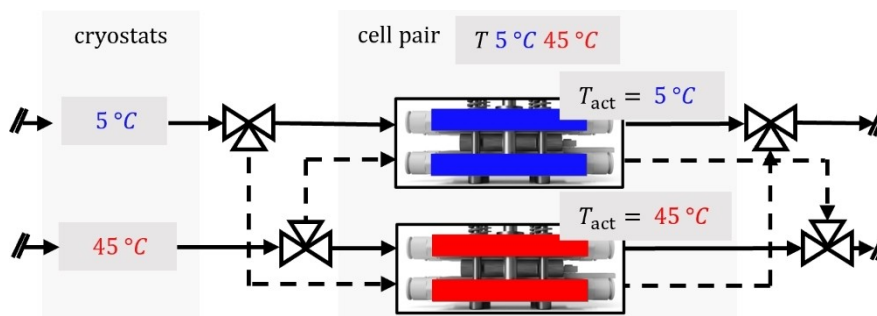 cryostats
cell pair
T 5 °C 45 °C
5 °C
T_act = 5 °C
45 °C
T_act = 45 °C